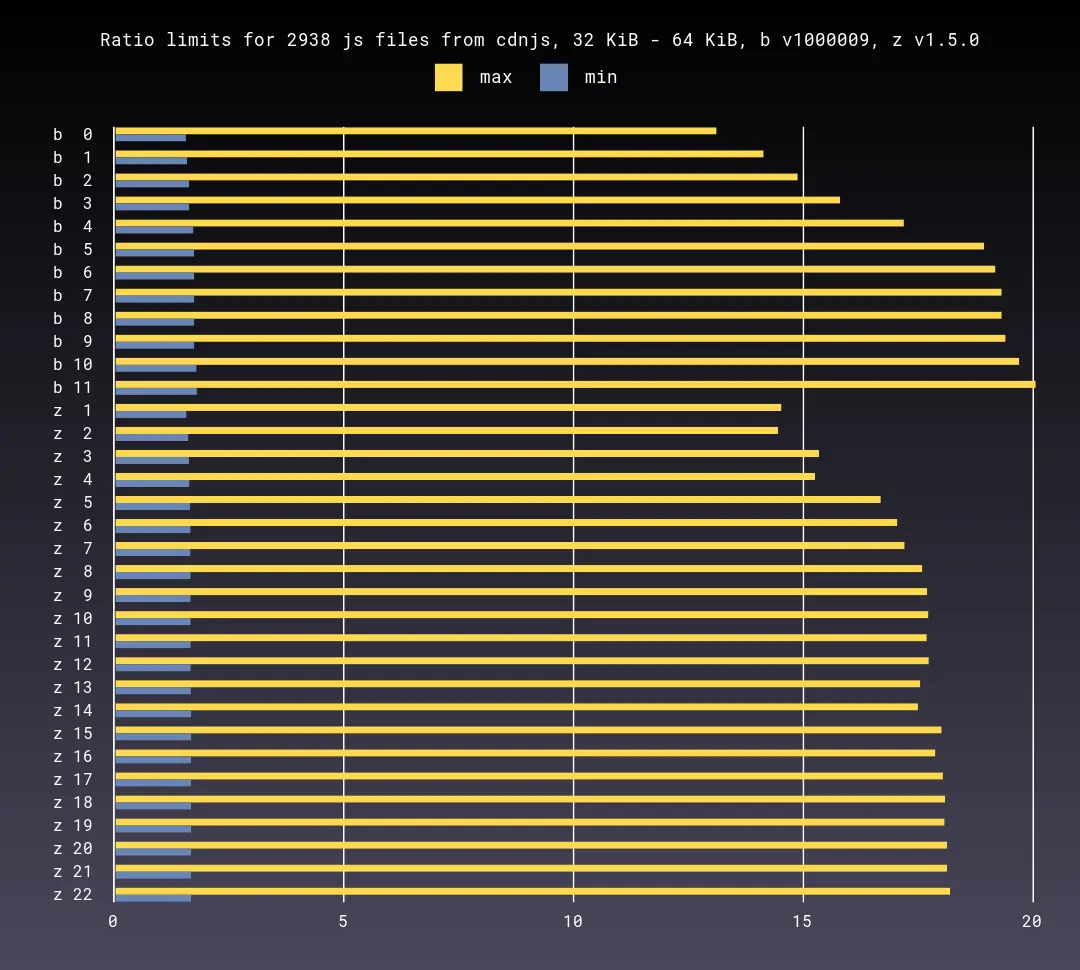 Ratio limits for 2938 js files from cdnjs, 32 KiB - 64 KiB, b v1000009, z v1.5.0
max min
b 0
b 1
b 2
b 3
b 4
b 5
b 6
b 7
b 8
b 9
b 10
b 11
z 1
z 2
z 3
z 4
z 5
z 6
z 7
z 8
z 9
z 10
z 11
z 12
z 13
z 14
z 15
z 16
z 17
z 18
z 19
z 20
z 21
z 22
0 5 10 15 20